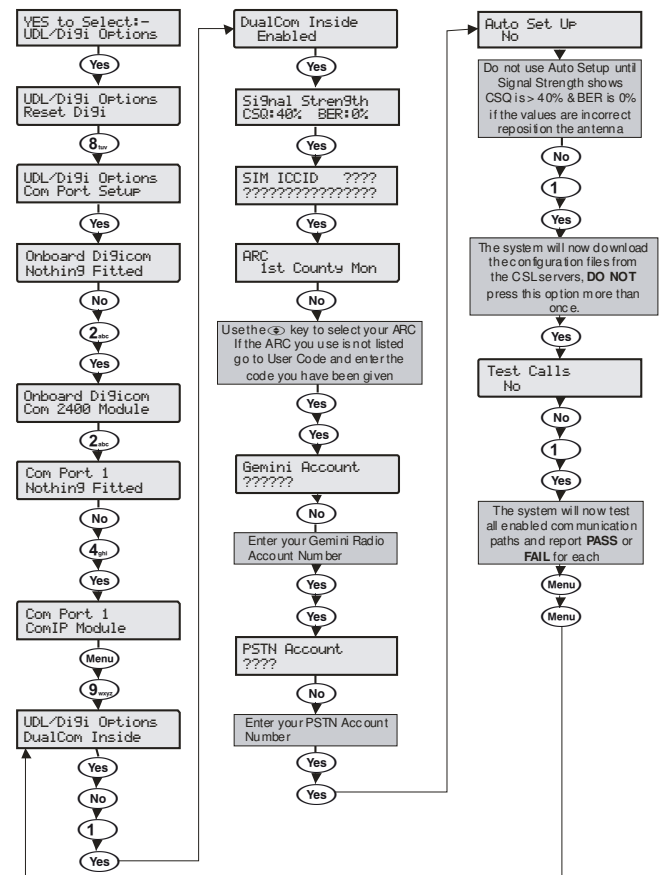 YES to Select:-
UDL/Digi Options
Yes
UDL/Digi Options
Reset Digi
8tuv
UDL/Digi Options
Com Port Setup
Yes
Onboard Digicom
Nothing Fitted
No
2abc
Yes
Onboard Digicom
Com 2400 Module
2abc
Com Port 1
Nothing Fitted
No
4ghi
Yes
Com Port 1
ComIP Module
Menu
9wxyz
UDL/Digi Options
DualCom Inside
Yes
No
1
Yes
DualCom Inside
Enabled
Yes
Signal Strength
CSQ:40% BER:0%
Yes
SIM ICCID ????
????????????????
Yes
ARC
1st County Mon
No
Use the key to select your ARC
If the ARC you use is not listed
go to User Code and enter the
code you have been given
Yes
Yes
Gemini Account
??????
No
Enter your Gemini Radio
Account Number
Yes
Yes
PSTN Account
????
No
Enter your PSTN Account
Number
Yes
Yes
Auto Set Up
No
Do not use Auto Setup until
Signal Strength shows
CSQ is > 40% & BER is 0%
if the values are incorrect
reposition the antenna
No
1
Yes
The system will now download
the configuration files from
the CSL servers, DO NOT
press this option more than
once.
Yes
Test Calls
No
No
1
Yes
The system will now test
all enabled communication
paths and report PASS or
FAIL for each
Menu
Menu